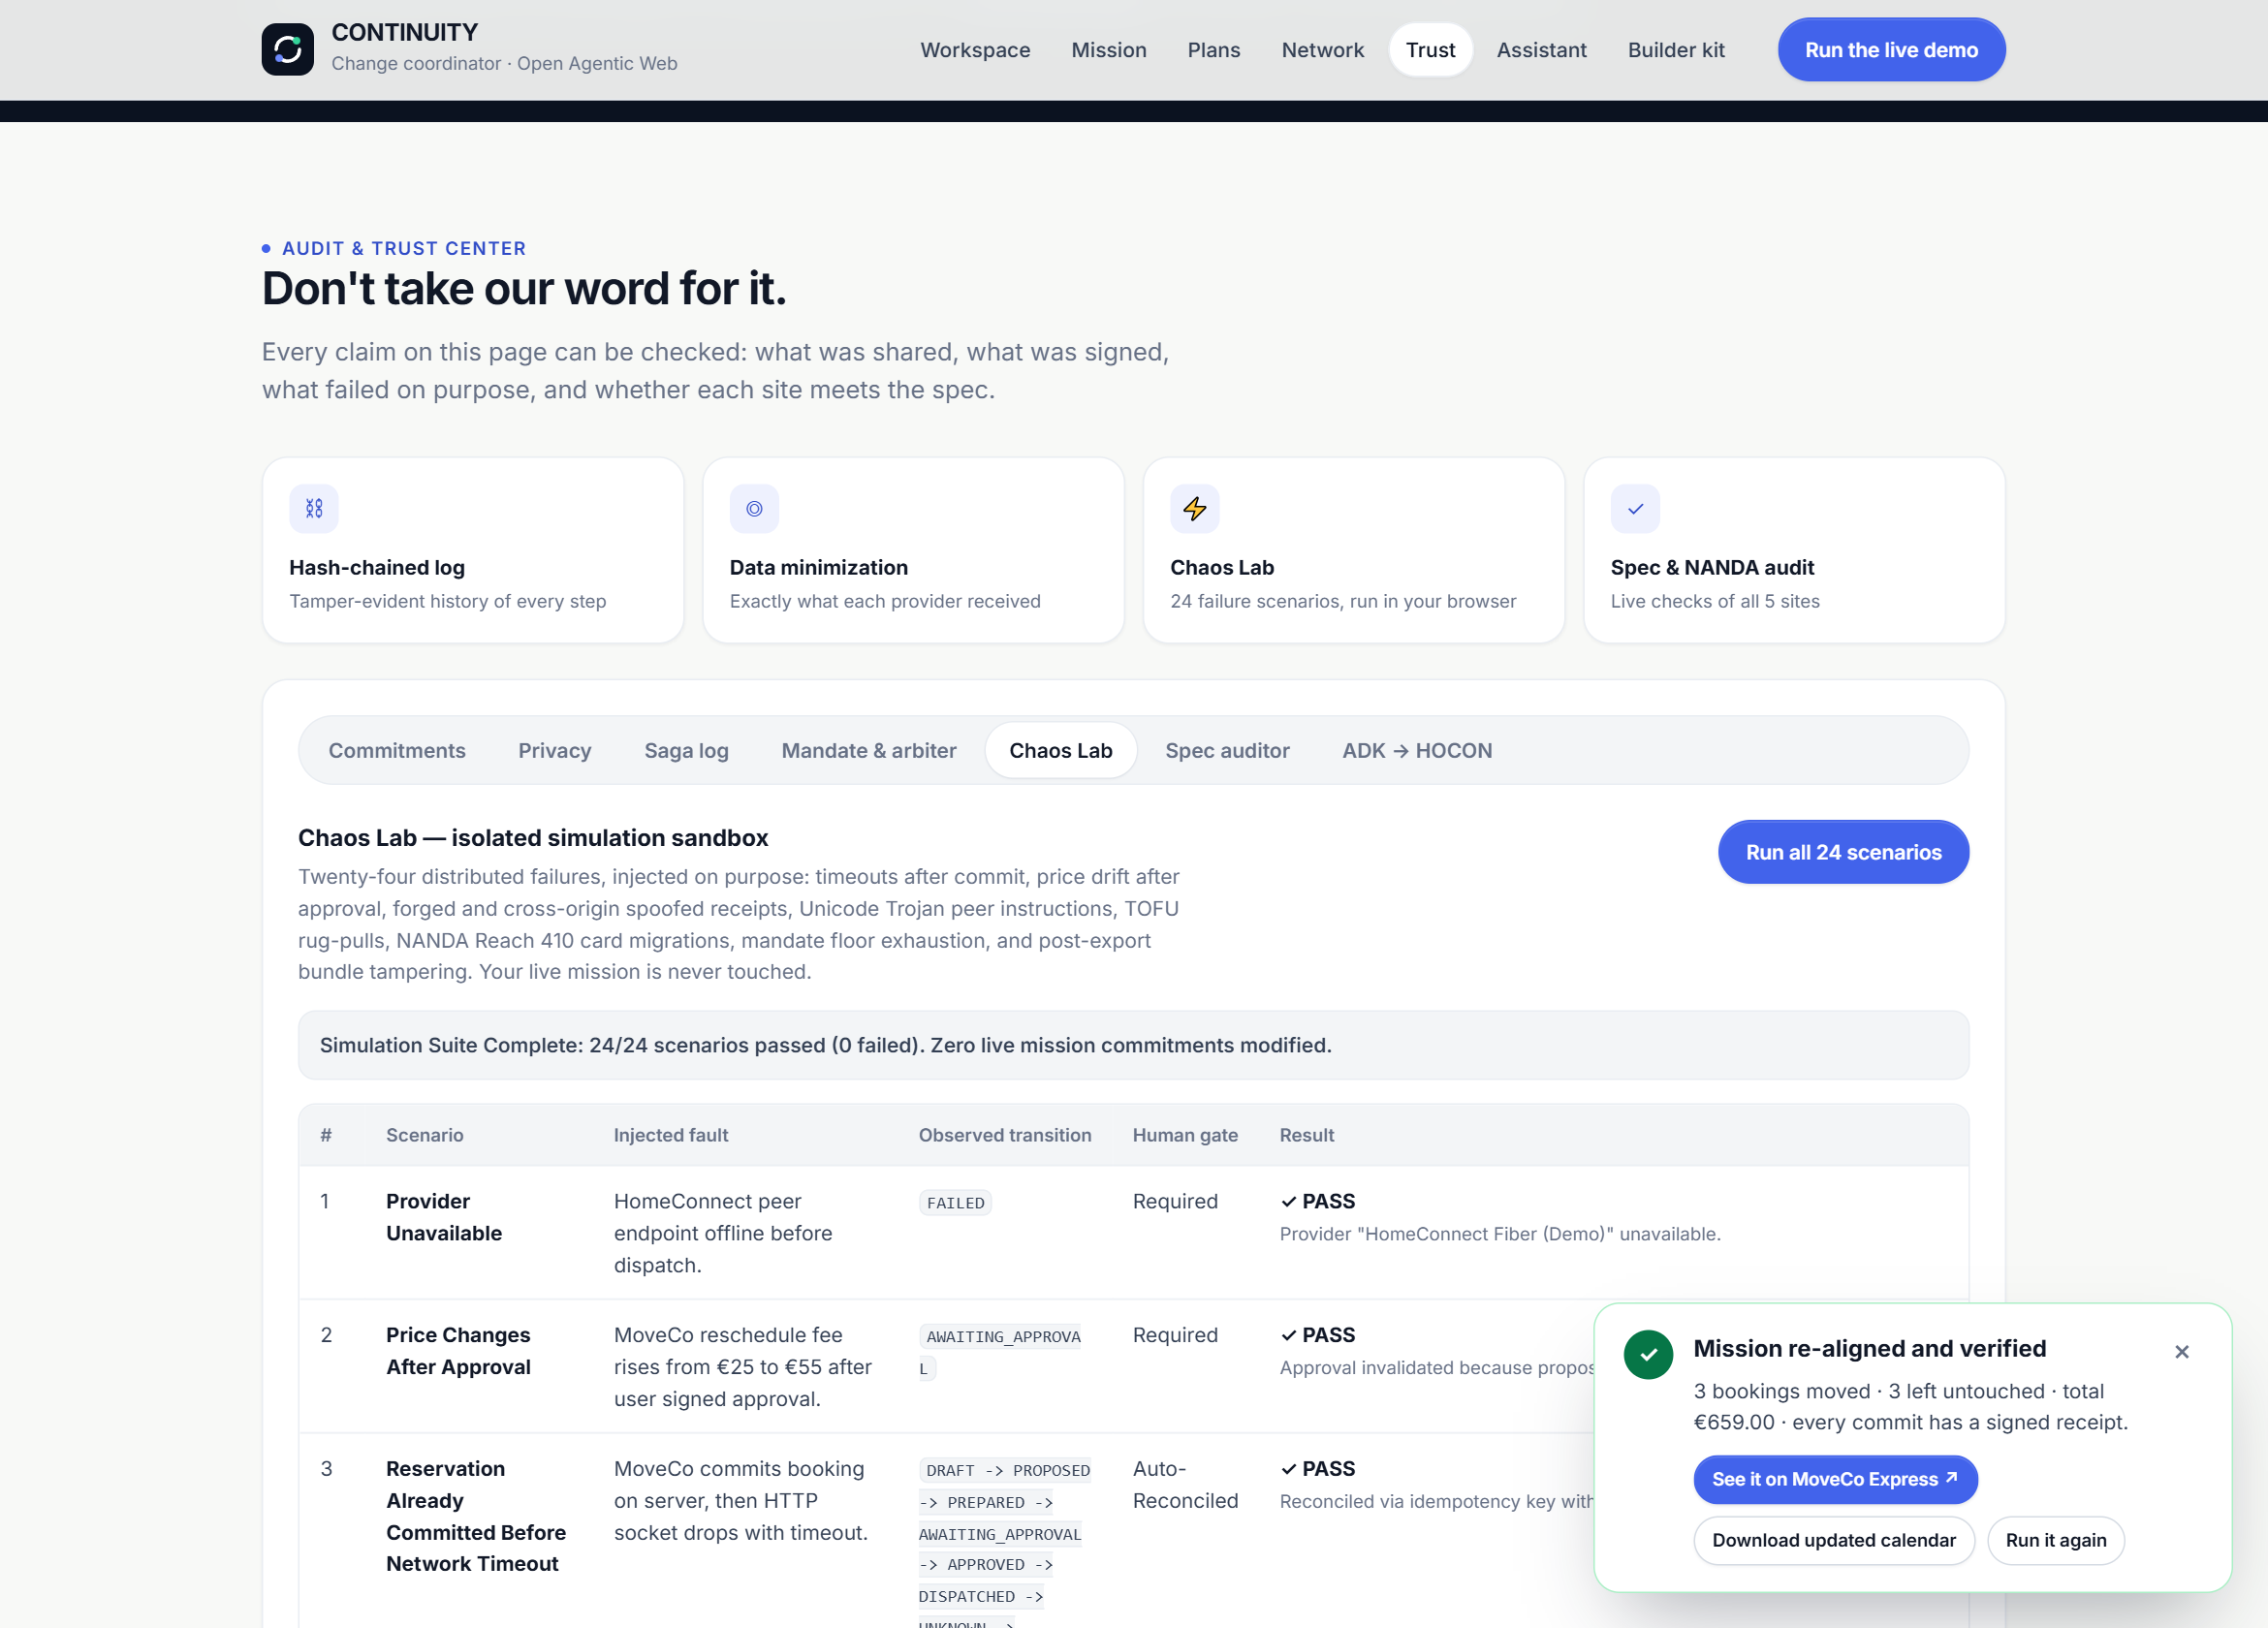 CONTINUITY
Change coordinator · Open Agentic Web
Workspace Mission Plans Network Trust Assistant Builder kit Run the live demo
AUDIT & TRUST CENTER
Don't take our word for it.
Every claim on this page can be checked: what was shared, what was signed,
what failed on purpose, and whether each site meets the spec.
Hash-chained log
Tamper-evident history of every step
Data minimization
Exactly what each provider received
Chaos Lab
24 failure scenarios, run in your browser
Spec & NANDA audit
Live checks of all 5 sites
Commitments Privacy Saga log Mandate & arbiter Chaos Lab Spec auditor ADK → HOCON
Chaos Lab — isolated simulation sandbox
Run all 24 scenarios
Twenty-four distributed failures, injected on purpose: timeouts after commit, price drift after
approval, forged and cross-origin spoofed receipts, Unicode Trojan peer instructions, TOFU
rug-pulls, NANDA Reach 410 card migrations, mandate floor exhaustion, and post-export
bundle tampering. Your live mission is never touched.
Simulation Suite Complete: 24/24 scenarios passed (0 failed). Zero live mission commitments modified.
# Scenario Injected fault Observed transition Human gate Result
1
Provider
Unavailable
HomeConnect peer
endpoint offline before
dispatch.
FAILED
Required
✓ PASS
Provider "HomeConnect Fiber (Demo)" unavailable.
2
Price Changes
After Approval
MoveCo reschedule fee
rises from €25 to €55 after
user signed approval.
AWAITING_APPROVA
L
Required
✓ PASS
Approval invalidated because propos
3
Reservation
Already
Committed Before
Network Timeout
MoveCo commits booking
on server, then HTTP
socket drops with timeout.
DRAFT -> PROPOSED
-> PREPARED ->
AWAITING_APPROVAL
-> APPROVED ->
DISPATCHED ->
UNKNOWN ->
Auto-
Reconciled
✓ PASS
Reconciled via idempotency key with
Mission re-aligned and verified
3 bookings moved · 3 left untouched · total
€659.00 · every commit has a signed receipt.
See it on MoveCo Express ↗
Download updated calendar Run it again